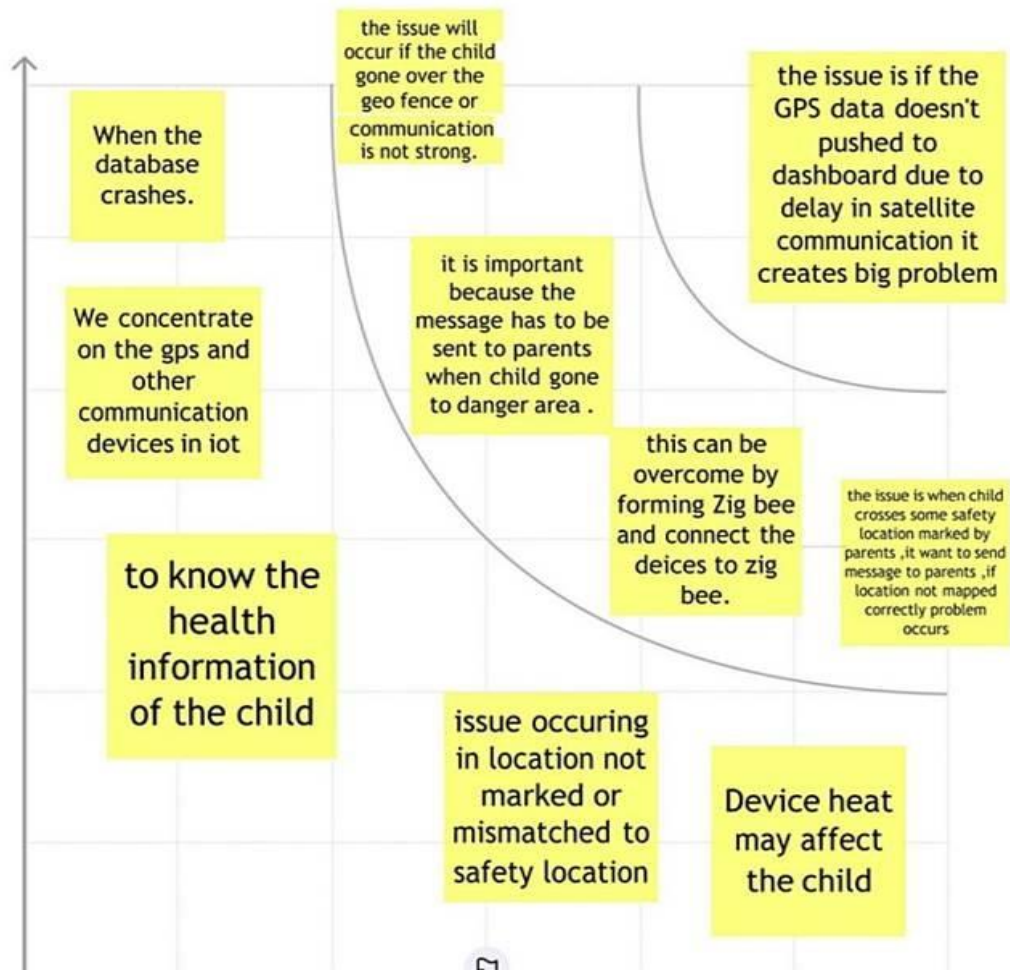 the issue will
occur if the child
gone over the
geo fence or
communication
is not strong.
When the
database
crashes.
the issue is if the
GPS data doesn't
pushed to
dashboard due to
delay in satellite
communication it
creates big problem
We concentrate
on the gps and
other
communication
devices in iot
it is important
because the
message has to be
sent to parents
when child gone
to danger area .
this can be
overcome by
forming Zig bee
and connect the
deices to zig
bee.
the issue is when child
crosses some safety
location marked by
parents ,it want to send
message to parents ,if
location not mapped
correctly problem
occurs
to know the
health
information
of the child
issue occuring
in location not
marked or
mismatched to
safety location
Device heat
may affect
the child